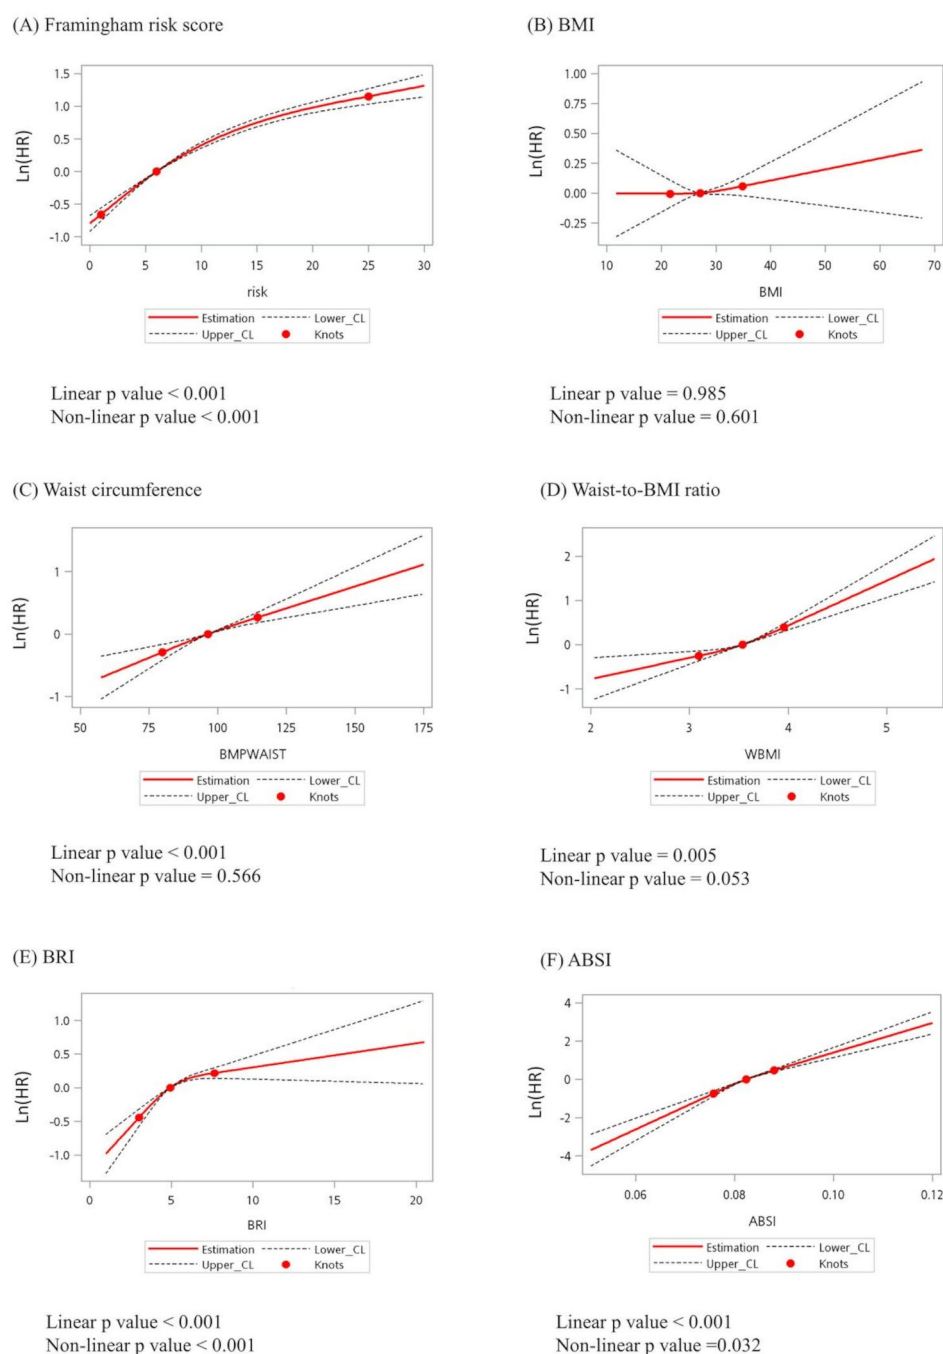 (A) Framingham risk score
1.5
1.0
0.5
0.0
-0.5
-1.0
Ln(HR)
0 5 10 15 20 25 30
risk
Estimation Lower_CL
Upper_CL Knots
Linear p value < 0.001
Non-linear p value < 0.001
(B) BMI
1.00
0.75
0.50
0.25
0.00
-0.25
Ln(HR)
10 20 30 40 50 60 70
BMI
Estimation Lower_CL
Upper_CL Knots
Linear p value = 0.985
Non-linear p value = 0.601
(C) Waist circumference
1
0
-1
Ln(HR)
50 75 100 125 150 175
BMPWAIST
Estimation Lower_CL
Upper_CL Knots
Linear p value < 0.001
Non-linear p value = 0.566
(D) Waist-to-BMI ratio
2
1
0
-1
Ln(HR)
2 3 4 5
WBMI
Estimation Lower_CL
Upper_CL Knots
Linear p value = 0.005
Non-linear p value = 0.053
(E) BRI
1.0
0.5
0.0
-0.5
-1.0
Ln(HR)
0 5 10 15 20
BRI
Estimation Lower_CL
Upper_CL Knots
Linear p value < 0.001
Non-linear p value < 0.001
(F) ABSI
4
2
0
-2
-4
Ln(HR)
0.06 0.08 0.10 0.12
ABSI
Estimation Lower_CL
Upper_CL Knots
Linear p value < 0.001
Non-linear p value =0.032